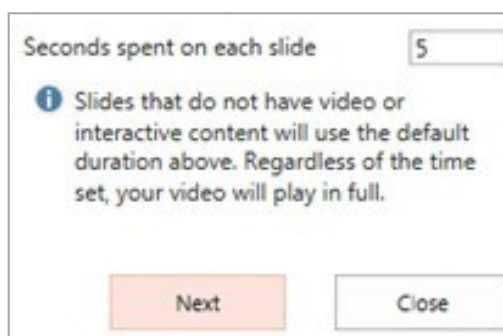 Seconds spent on each slide 5
Slides that do not have video or
interactive content will use the default
duration above. Regardless of the time
set, your video will play in full.
Next Close